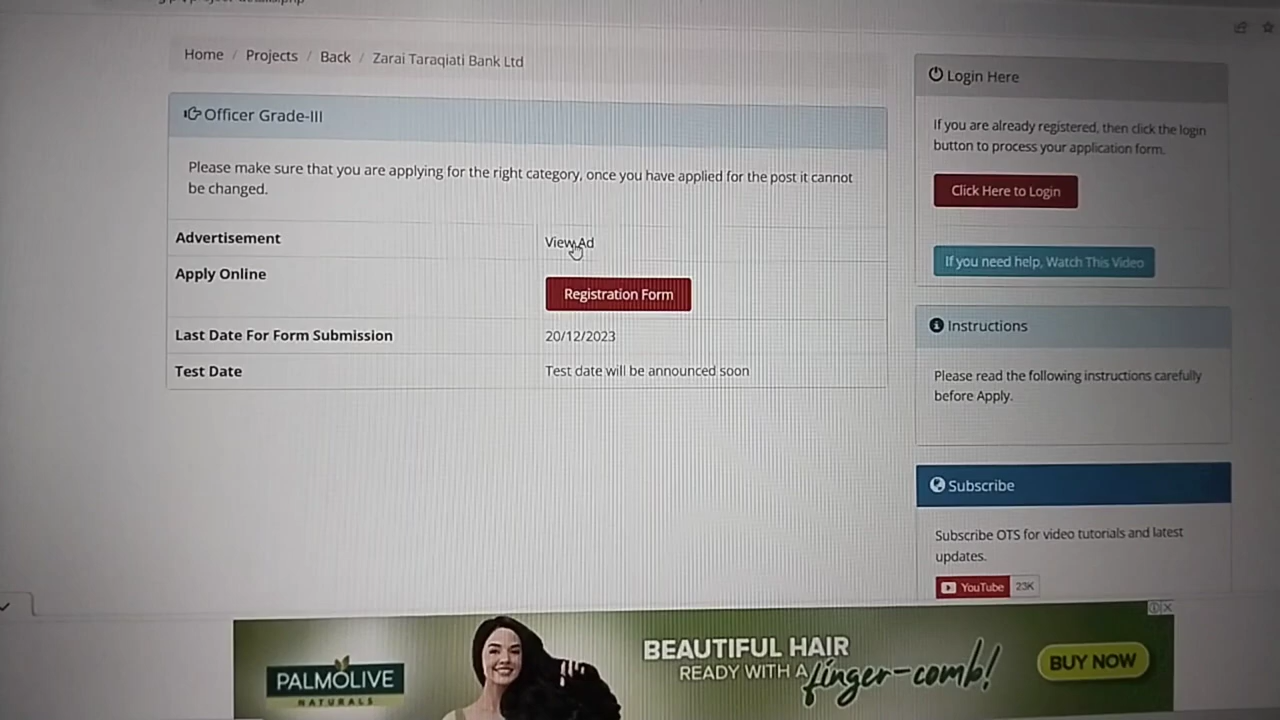 Home / Projects / Back / Zarai Taraqiati Bank Ltd
Officer Grade-III
Please make sure that you are applying for the right category, once you have applied for the post it cannot
be changed.
Advertisement View Ad
Apply Online Registration Form
Last Date For Form Submission 20/12/2023
Test Date Test date will be announced soon
Login Here
If you are already registered, then click the login
button to process your application form.
Click Here to Login
If you need help, Watch This Video
Instructions
Please read the following instructions carefully
before Apply.
Subscribe
Subscribe OTS for video tutorials and latest
updates.
YouTube 23K
PALMOLIVE
NATURALS
BEAUTIFUL HAIR
READY WITH A finger-comb!
BUY NOW